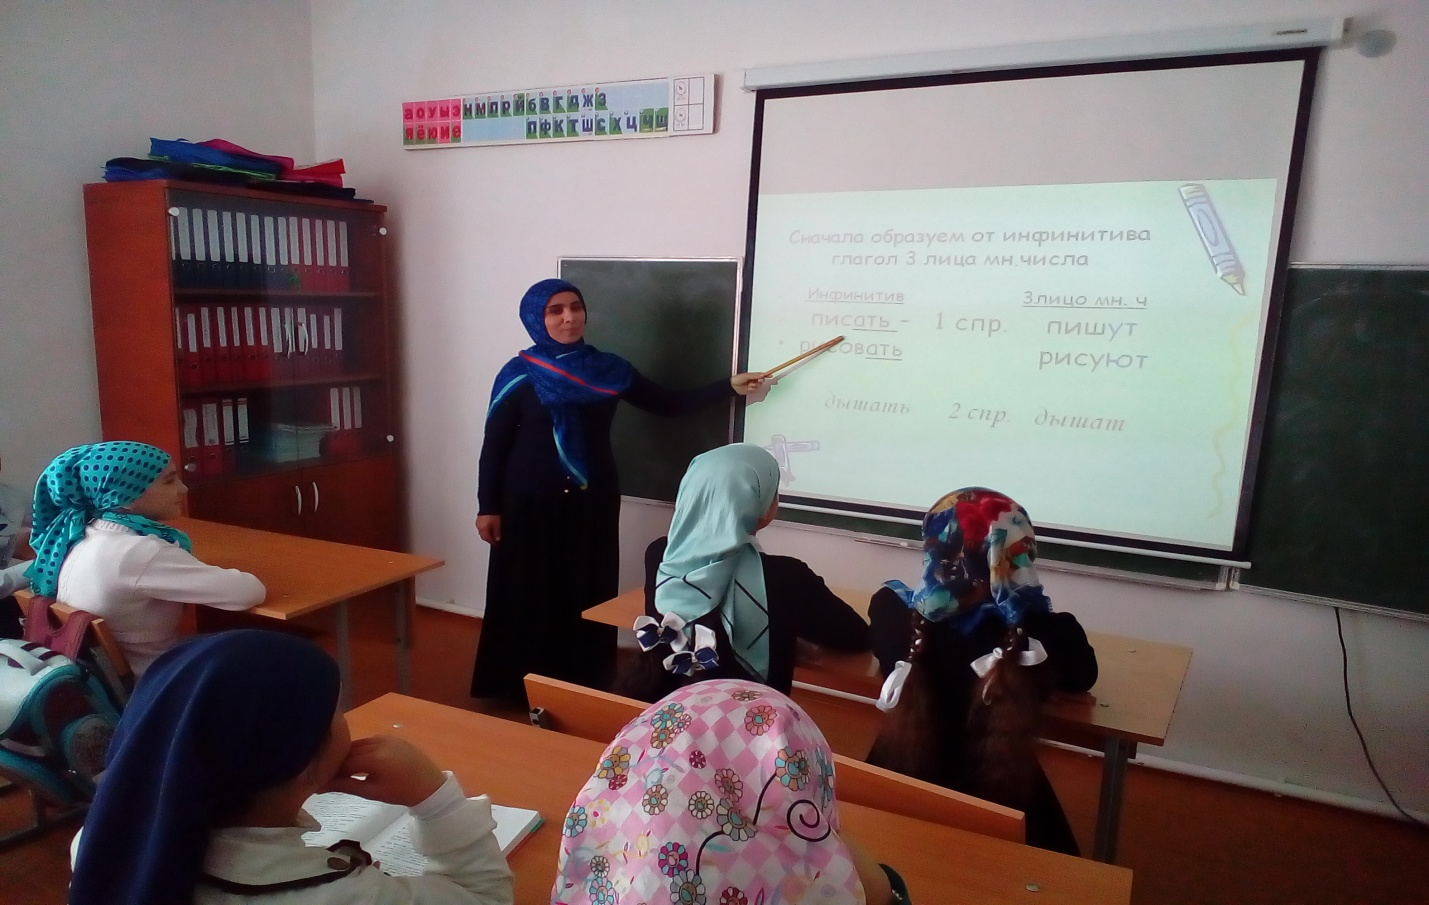 а о у ы э н м л р й б в г д ж з
я ё ю и е п ф к т ш с х ц ч щ
Сначала образуем от инфинитива
глагол 3 лица мн.числа
Инфинитив 3лицо мн. ч
писать - 1 спр. пишут
рисовать рисуют
дышать 2 спр. дышат